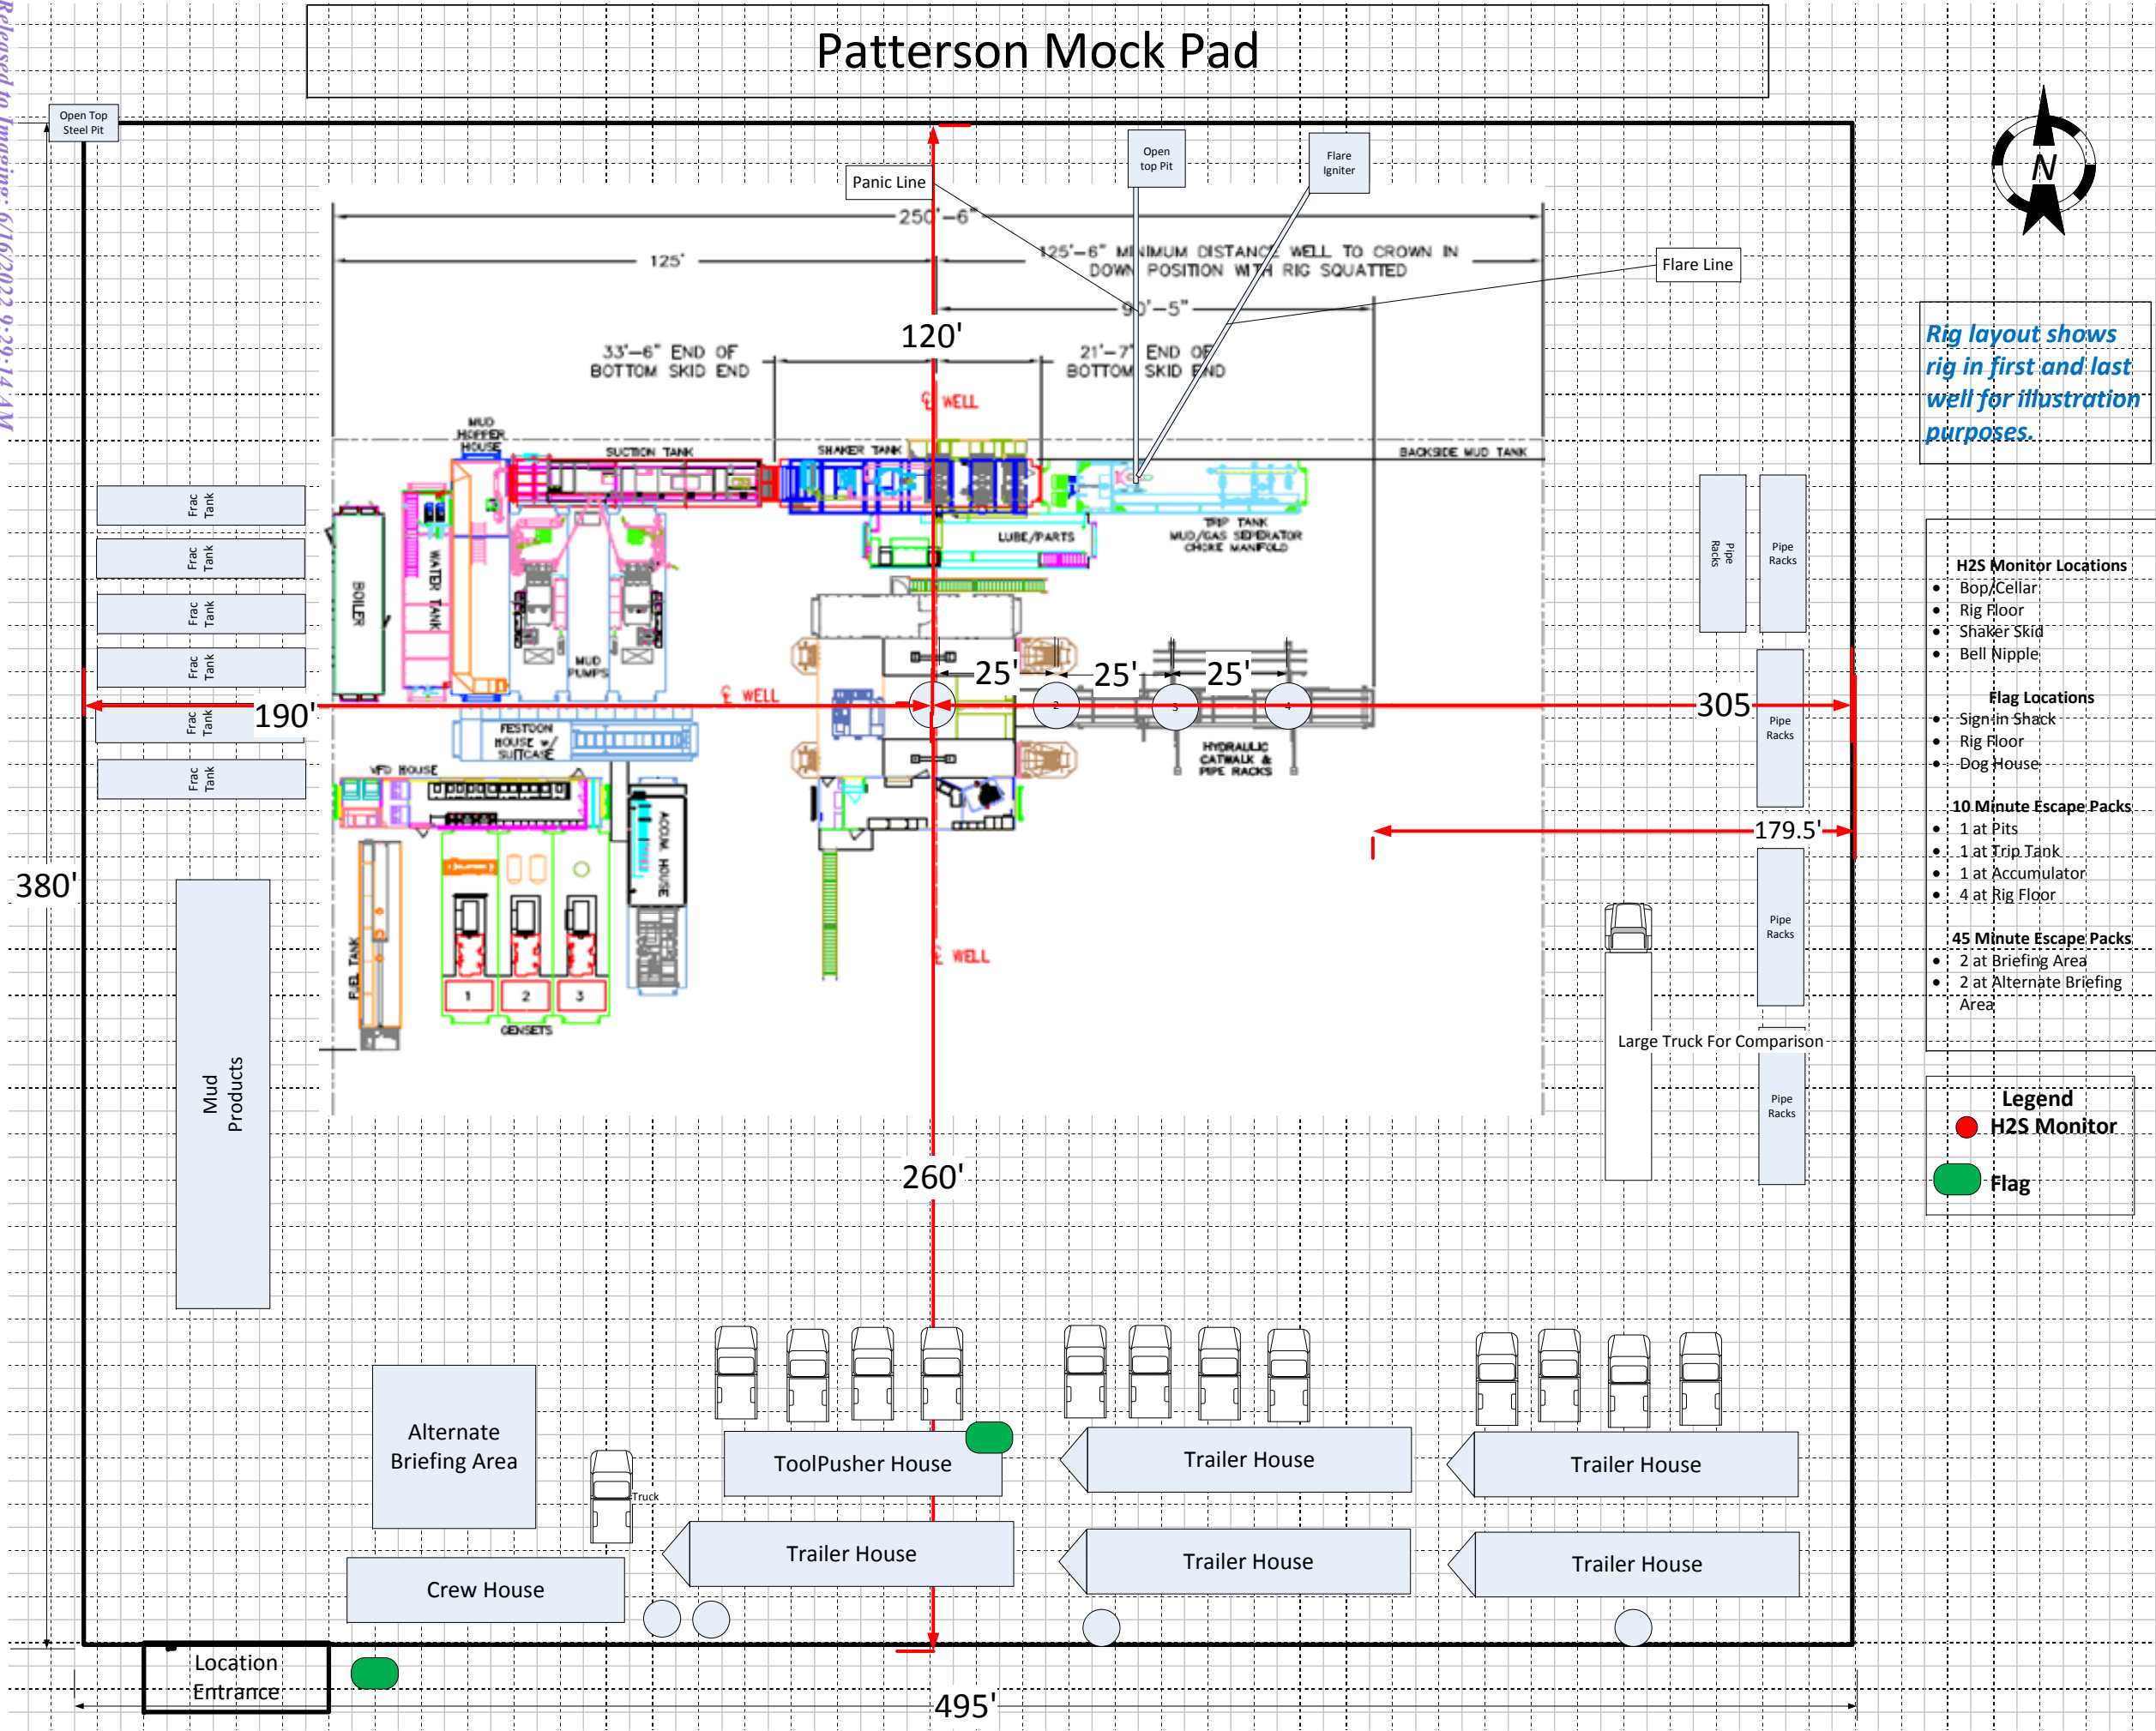 Released to Imaging: 6/16/2022 9:29:14 AM
Patterson Mock Pad
Open Top
Steel Pit
Panic Line
Open
top Pit
Flare
Igniter
Flare Line
N
250'-6"
125'
125'-6" MINIMUM DISTANCE WELL TO CROWN IN
DOWN POSITION WITH RIG SQUATTED
90'-5"
120'
33'-6" END OF
BOTTOM SKID END
21'-7" END OF
BOTTOM SKID END
℄ WELL
Rig layout shows
rig in first and last
well for illustration
purposes.
MUD
HOPPER
HOUSE
SUCTION TANK
SHAKER TANK
BACKSIDE MUD TANK
Frac
Tank
Frac
Tank
Frac
Tank
Frac
Tank
Frac
Tank
Frac
Tank
BOILER
WATER TANK
MUD
PUMPS
LUBE/PARTS
TRIP TANK
MUD/GAS SEPERATOR
CHOKE MANIFOLD
Pipe
Racks
Pipe
Racks
Pipe
Racks
Pipe
Racks
Pipe
Racks
25'
25'
25'
2
3
4
190'
℄ WELL
305
FESTOON
HOUSE w/
SUITCASE
HYDRAULIC
CATWALK &
PIPE RACKS
VFD HOUSE
ACCUM. HOUSE
179.5'
380'
FUEL TANK
1
2
3
GENSETS
℄ WELL
Large Truck For Comparison
Mud
Products
260'
H2S Monitor Locations
• Bop/Cellar
• Rig Floor
• Shaker Skid
• Bell Nipple
Flag Locations
• Sign in Shack
• Rig Floor
• Dog House
10 Minute Escape Packs
• 1 at Pits
• 1 at Trip Tank
• 1 at Accumulator
• 4 at Rig Floor
45 Minute Escape Packs
• 2 at Briefing Area
• 2 at Alternate Briefing
Area
Legend
H2S Monitor
Flag
Alternate
Briefing Area
Truck
ToolPusher House
Trailer House
Trailer House
Crew House
Trailer House
Trailer House
Trailer House
Location
Entrance
495'